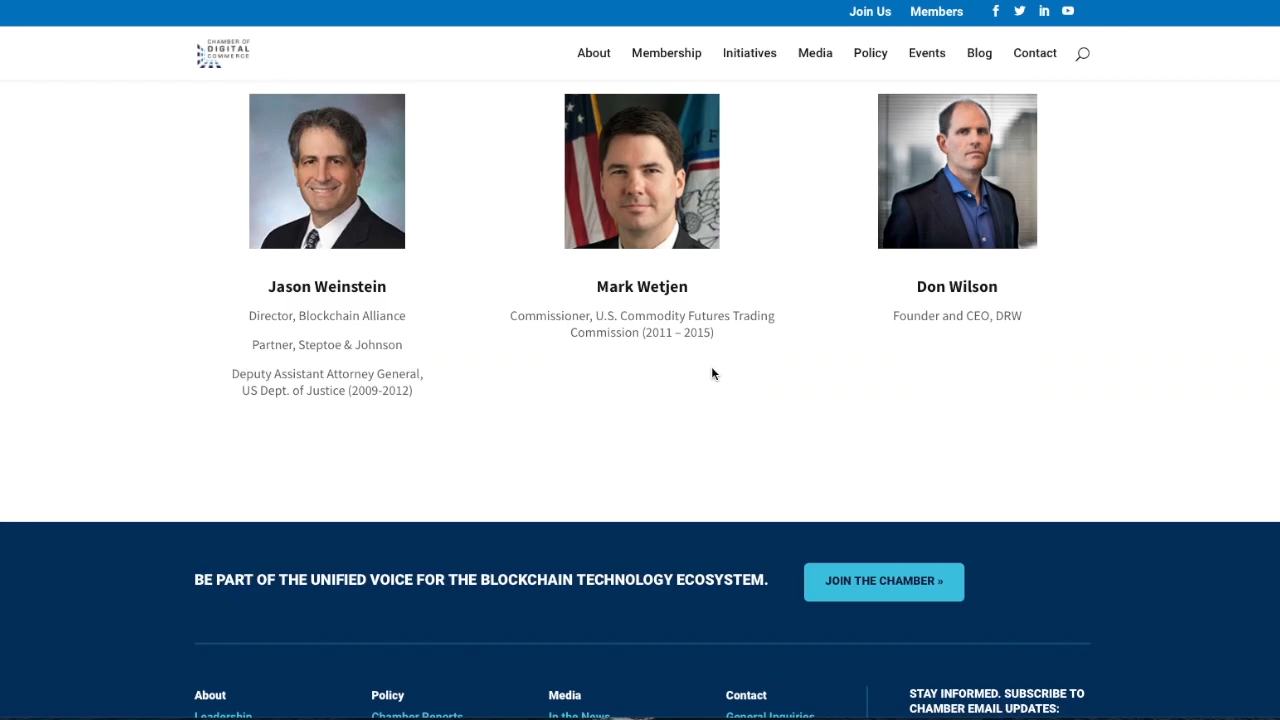 Join Us Members
CHAMBER OF
DIGITAL
COMMERCE
About Membership Initiatives Media Policy Events Blog Contact
Jason Weinstein
Director, Blockchain Alliance
Partner, Steptoe & Johnson
Deputy Assistant Attorney General,
US Dept. of Justice (2009-2012)
Mark Wetjen
Commissioner, U.S. Commodity Futures Trading
Commission (2011 – 2015)
Don Wilson
Founder and CEO, DRW
BE PART OF THE UNIFIED VOICE FOR THE BLOCKCHAIN TECHNOLOGY ECOSYSTEM.
JOIN THE CHAMBER »
About
Leadership
Policy
Chamber Reports
Media
In the News
Contact
General Inquiries
STAY INFORMED. SUBSCRIBE TO
CHAMBER EMAIL UPDATES: